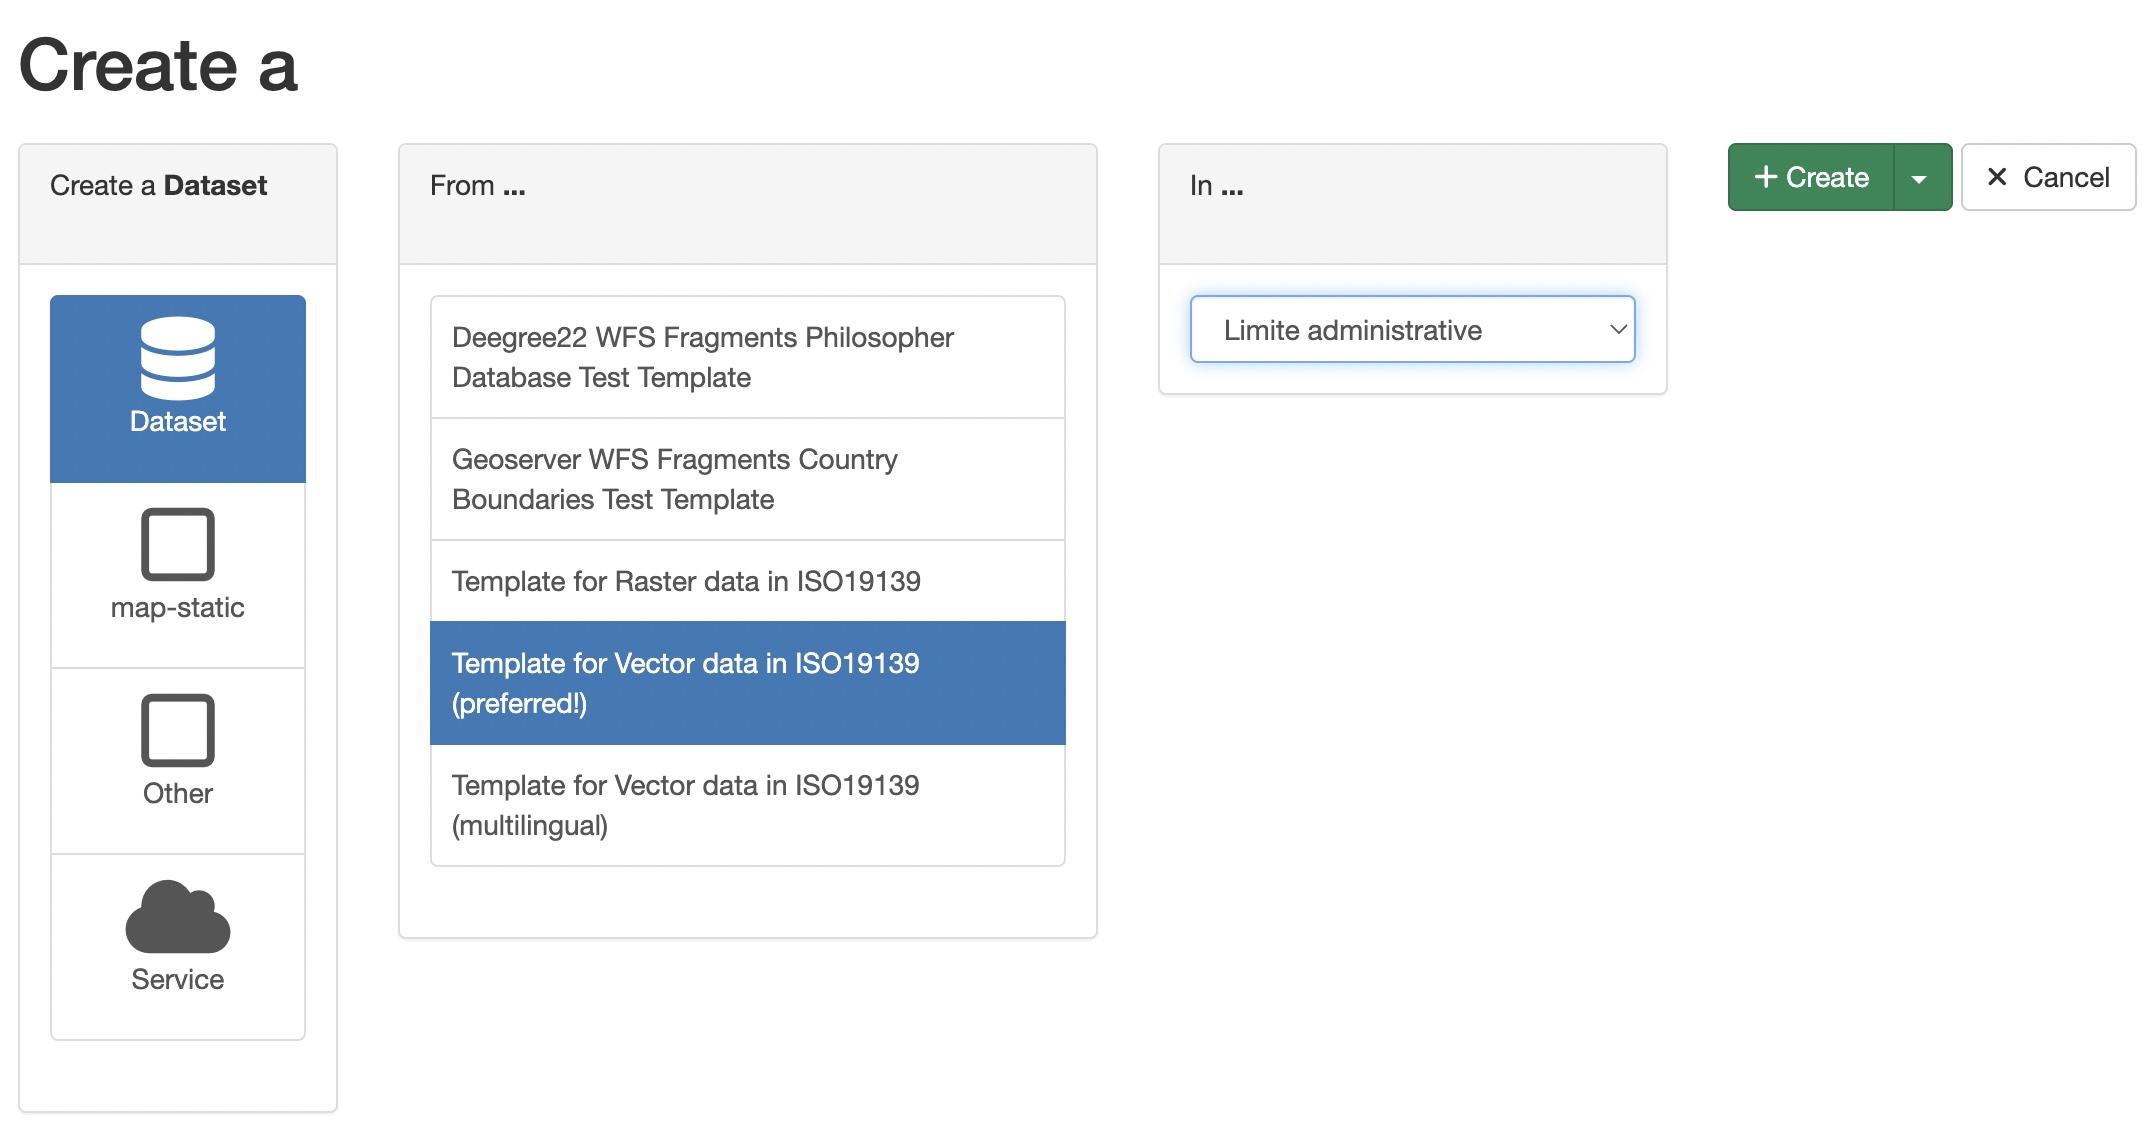 Create a
Create a Dataset
Dataset
map-static
Other
Service
From ...
Deegree22 WFS Fragments Philosopher
Database Test Template
Geoserver WFS Fragments Country
Boundaries Test Template
Template for Raster data in ISO19139
Template for Vector data in ISO19139
(preferred!)
Template for Vector data in ISO19139
(multilingual)
In ...
Limite administrative
+ Create
× Cancel